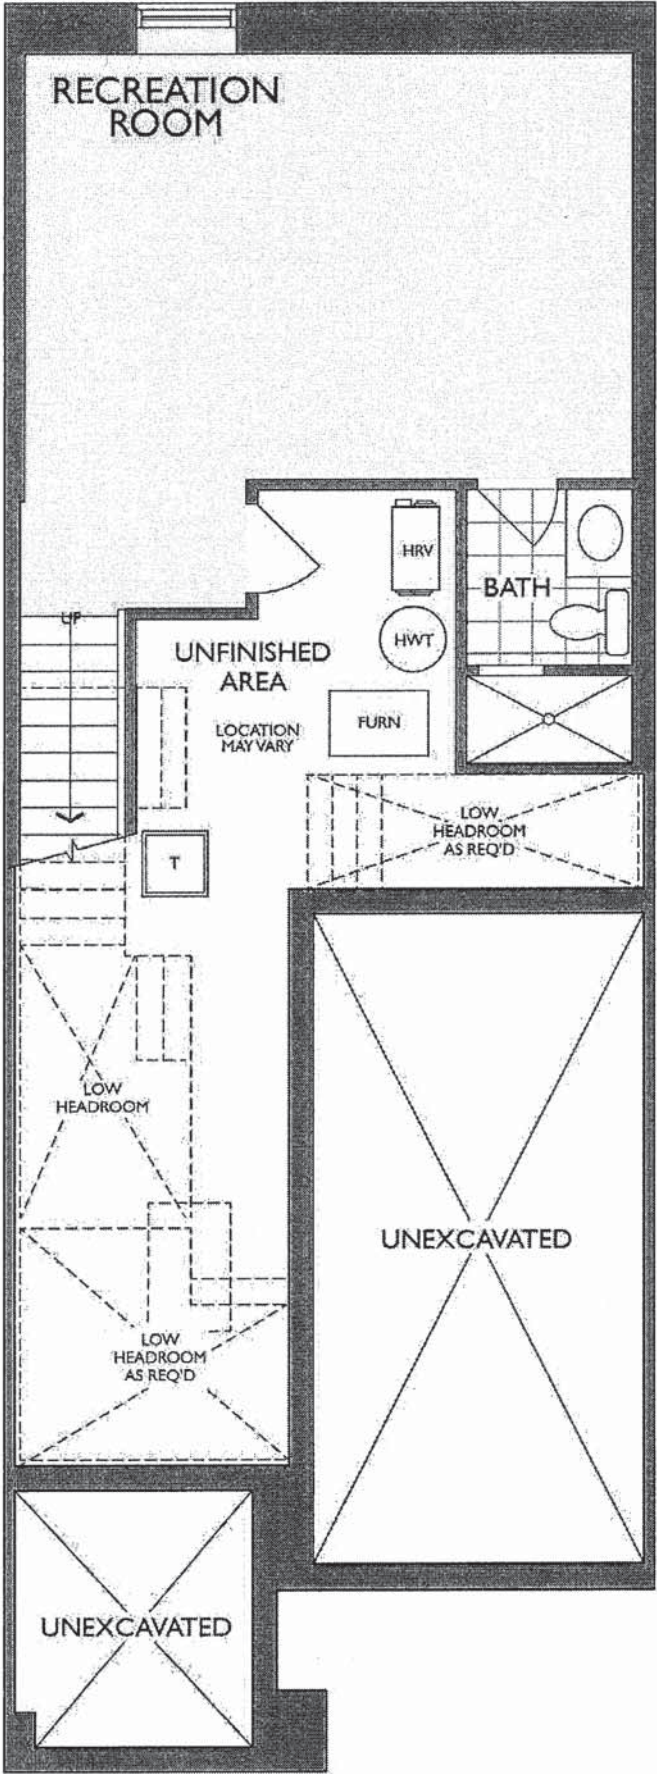 RECREATION
ROOM
HRV
BATH
UP
HWT
UNFINISHED
AREA
LOCATION
MAY VARY
FURN
LOW
HEADROOM
AS REQ'D
T
LOW
HEADROOM
UNEXCAVATED
LOW
HEADROOM
AS REQ'D
UNEXCAVATED